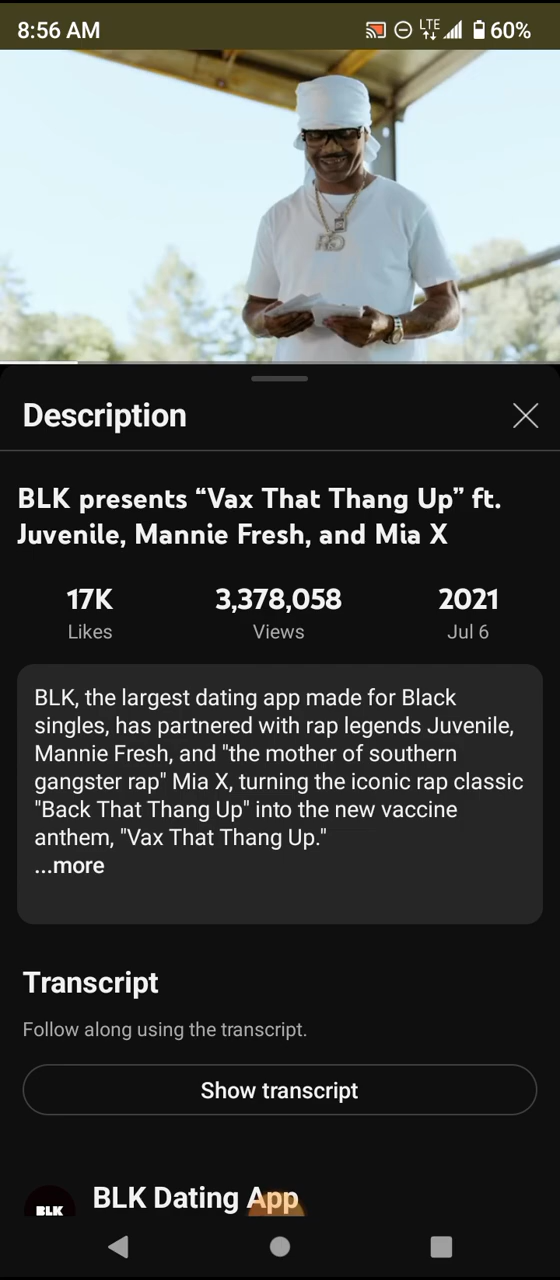 8:56 AM LTE 60%
Description
BLK presents “Vax That Thang Up” ft.
Juvenile, Mannie Fresh, and Mia X
17K 3,378,058 2021
Likes Views Jul 6
BLK, the largest dating app made for Black
singles, has partnered with rap legends Juvenile,
Mannie Fresh, and "the mother of southern
gangster rap" Mia X, turning the iconic rap classic
"Back That Thang Up" into the new vaccine
anthem, "Vax That Thang Up."
...more
Transcript
Follow along using the transcript.
Show transcript
BLK BLK Dating App